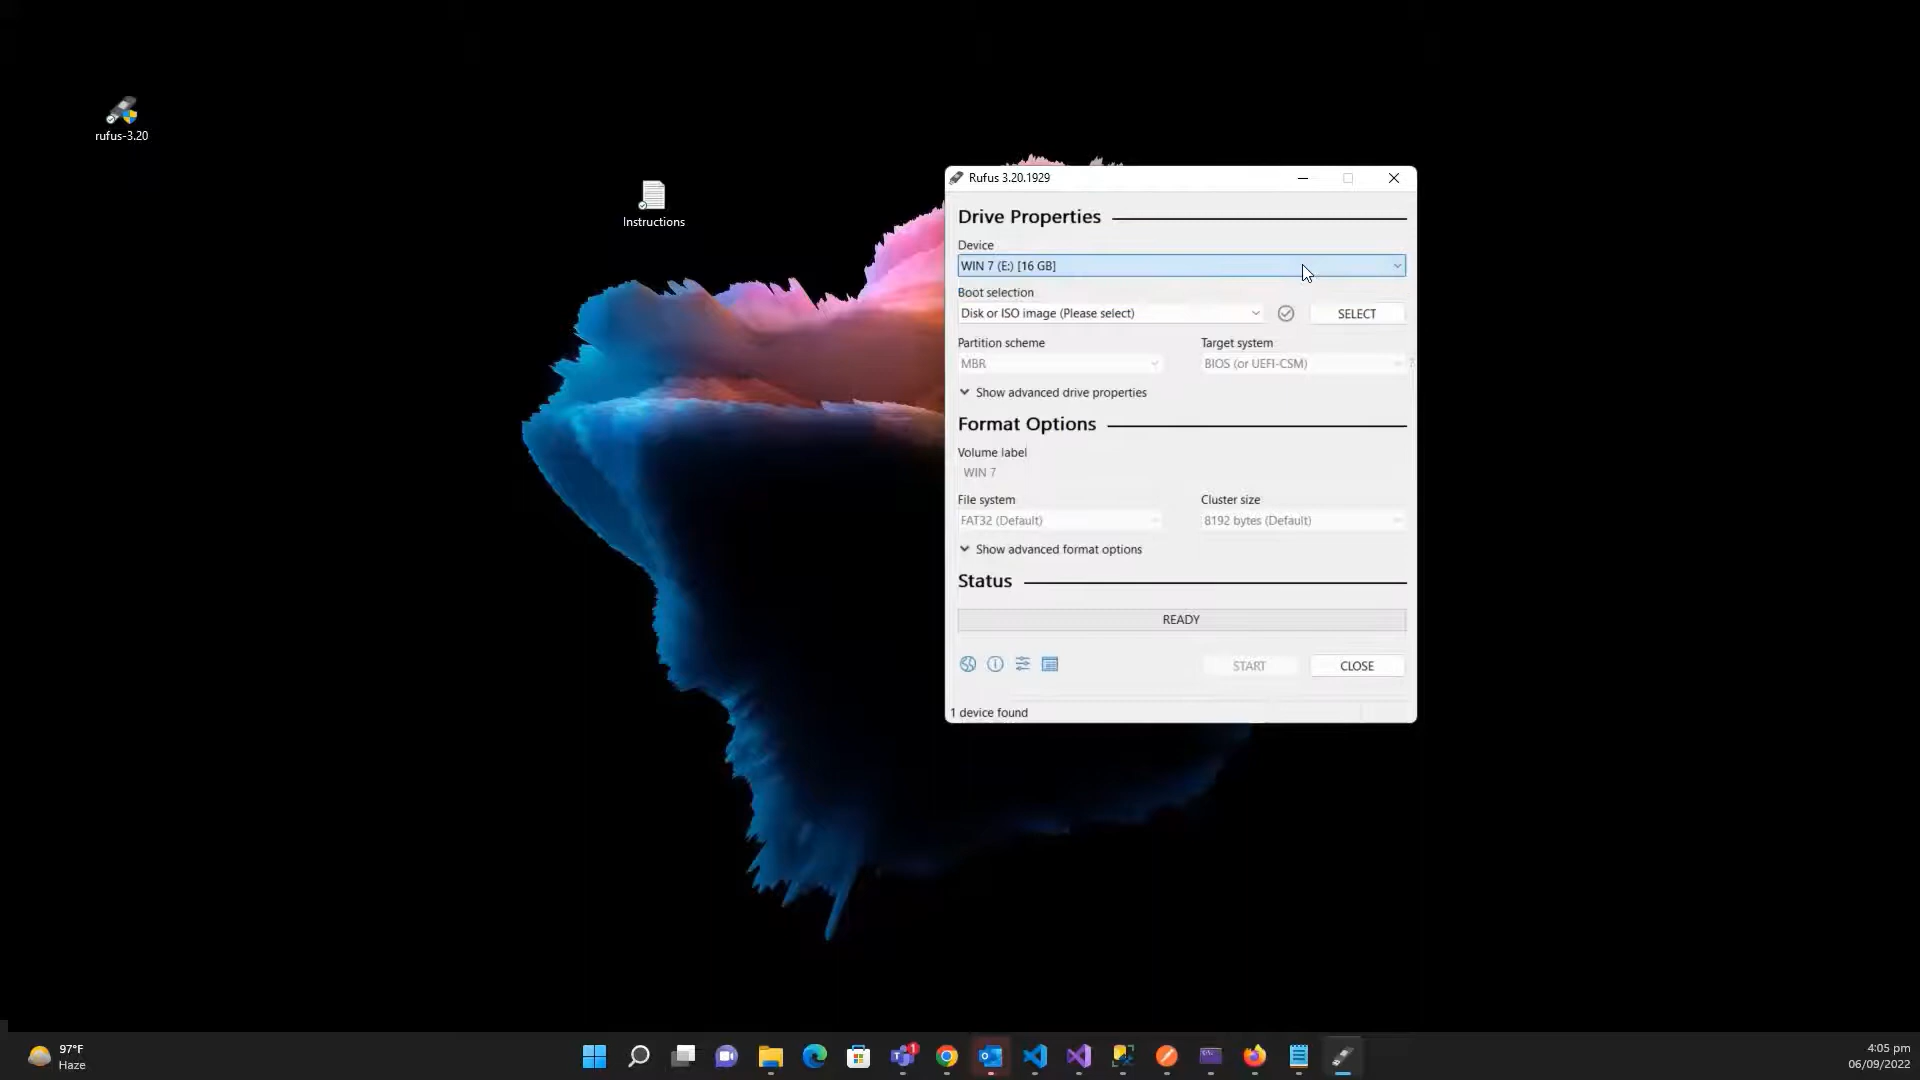 rufus-3.20
Instructions
Rufus 3.20.1929
Drive Properties
Device
WIN 7 (E:) [16 GB]
Boot selection
Disk or ISO image (Please select)
SELECT
Partition scheme
Target system
MBR
BIOS (or UEFI-CSM)
?
Show advanced drive properties
Format Options
Volume label
WIN 7
File system
Cluster size
FAT32 (Default)
8192 bytes (Default)
Show advanced format options
Status
READY
START
CLOSE
1 device found
97°F
Haze
1
4:05 pm
06/09/2022